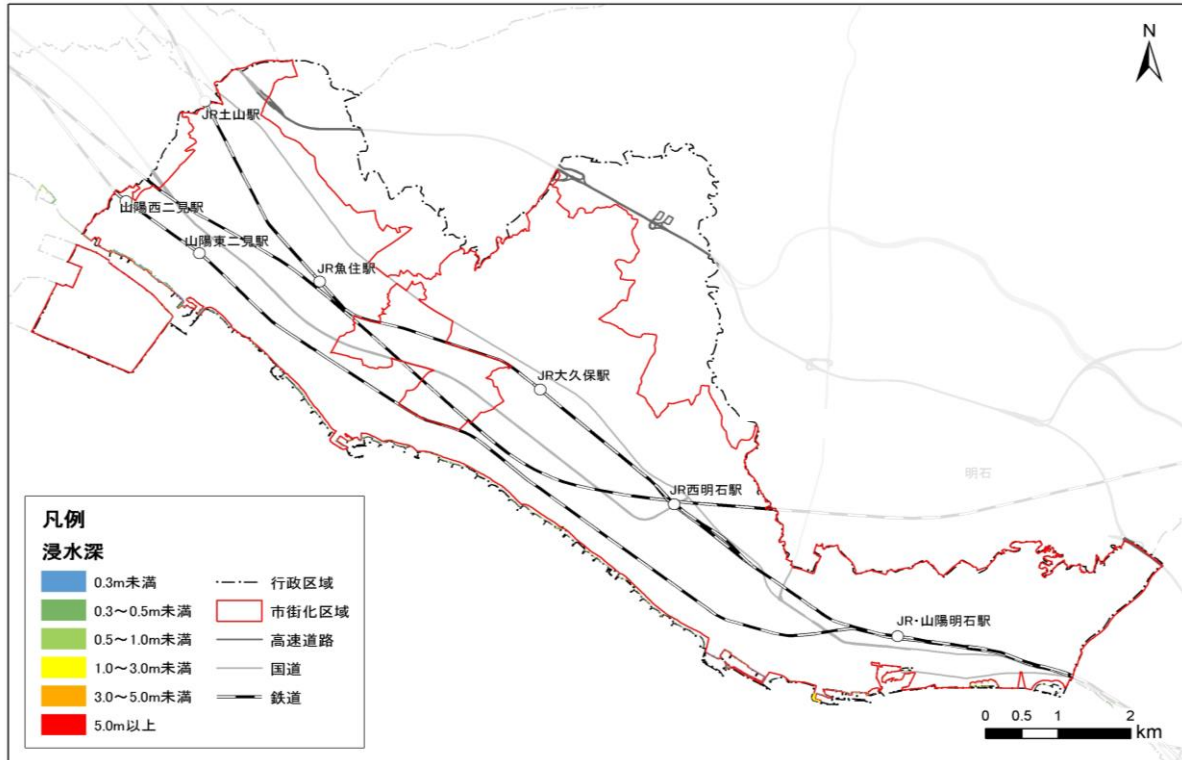 N
JR土山駅
山陽西二見駅
山陽東二見駅
JR魚住駅
JR大久保駅
明石
JR西明石駅
JR・山陽明石駅
凡例
浸水深
0.3m未満
0.3～0.5m未満
0.5～1.0m未満
1.0～3.0m未満
3.0～5.0m未満
5.0m以上
行政区域
市街化区域
高速道路
国道
鉄道
0 0.5 1 2
km